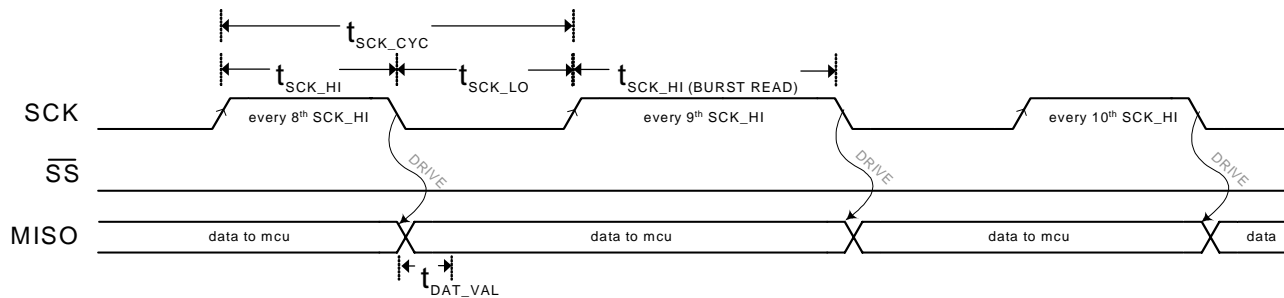 tSCK_CYC
tSCK_HI tSCK_LO tSCK_HI (BURST READ)
SCK every 8th SCK_HI every 9th SCK_HI every 10th SCK_HI
SS DRIVE DRIVE DRIVE
MISO data to mcu data to mcu data to mcu data
tDAT_VAL